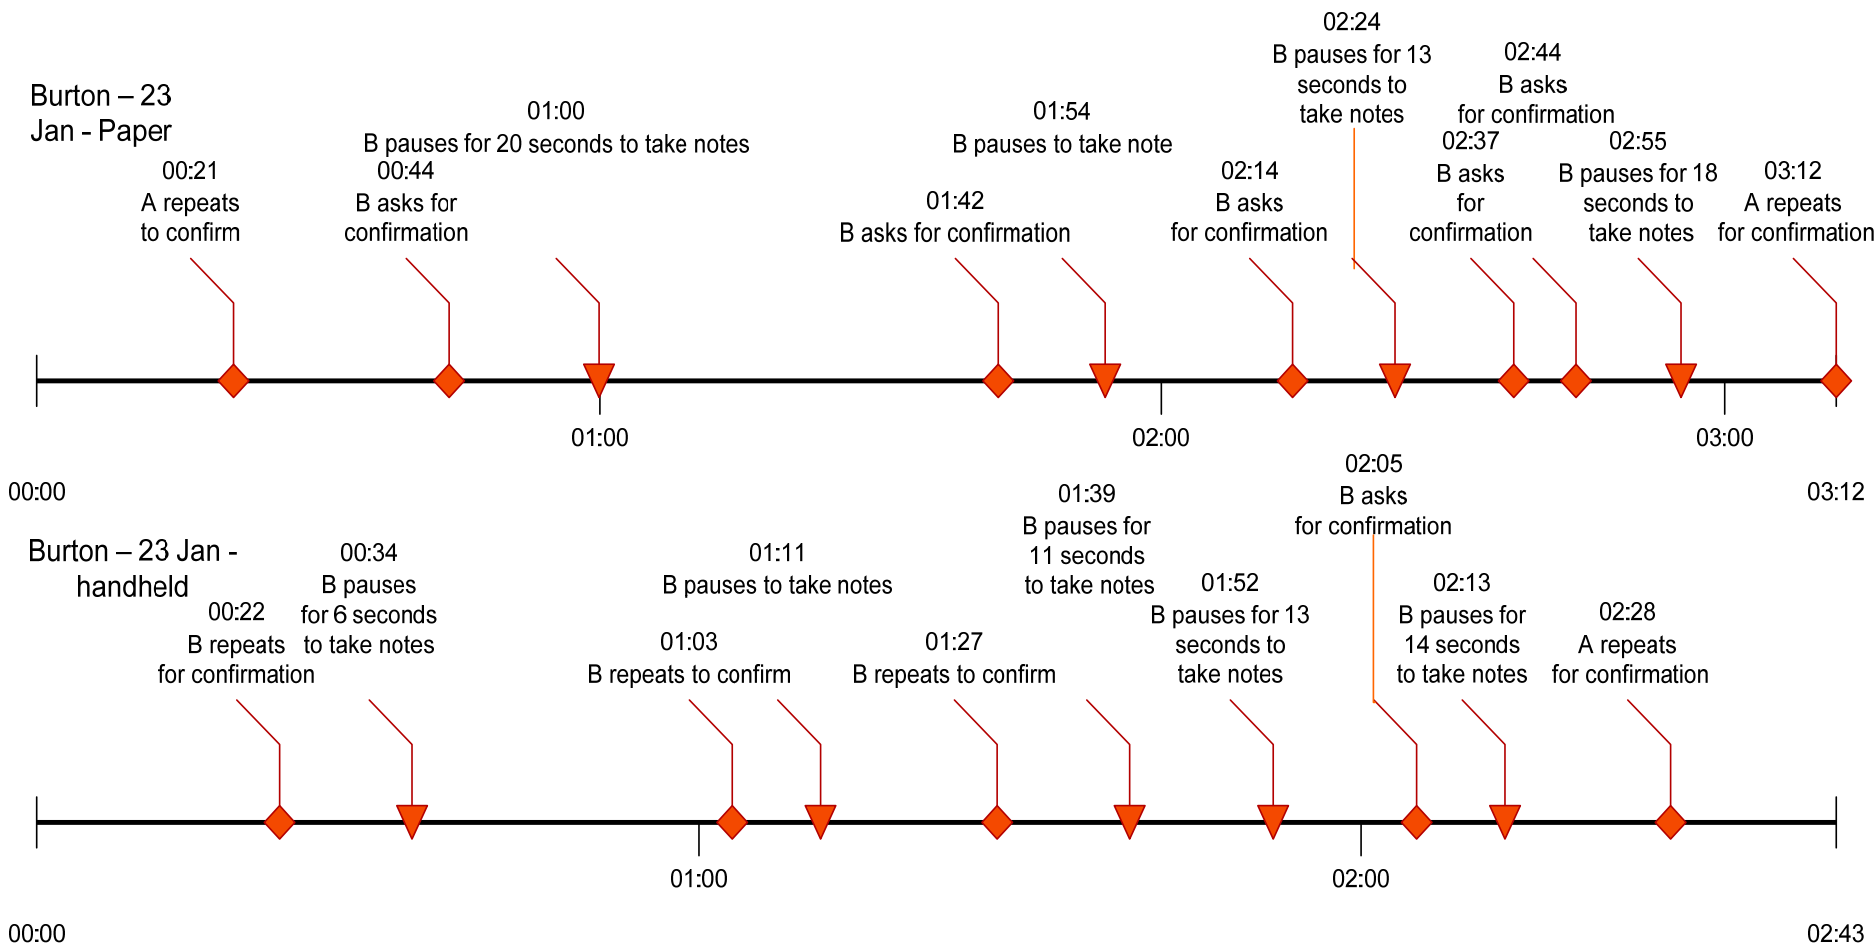 Burton – 23
Jan - Paper
00:21
A repeats
to confirm
00:44
B asks for
confirmation
01:00
B pauses for 20 seconds to take notes
01:42
B asks for confirmation
01:54
B pauses to take note
02:14
B asks
for confirmation
02:24
B pauses for 13
seconds to
take notes
02:37
B asks
for
confirmation
02:44
B asks
for confirmation
02:55
B pauses for 18
seconds to
take notes
03:12
A repeats
for confirmation
01:00
02:00
03:00
00:00
03:12
Burton – 23 Jan -
handheld
00:22
B repeats
for confirmation
00:34
B pauses
for 6 seconds
to take notes
01:03
B repeats to confirm
01:11
B pauses to take notes
01:27
B repeats to confirm
01:39
B pauses for
11 seconds
to take notes
01:52
B pauses for 13
seconds to
take notes
02:05
B asks
for confirmation
02:13
B pauses for
14 seconds
to take notes
02:28
A repeats
for confirmation
01:00
02:00
00:00
02:43